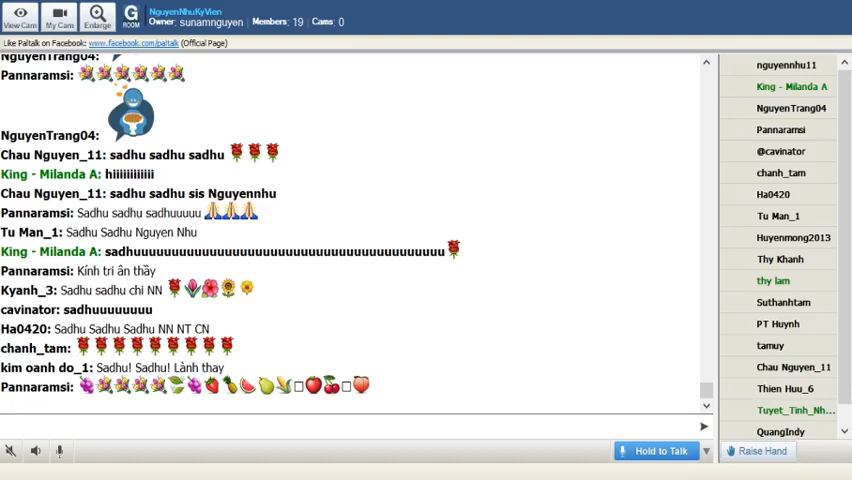 View Cam
My Cam
Enlarge
G
ROOM
NguyenNhuKyVien
Owner: sunamnguyen Members: 19 Cams: 0
Like Paltalk on Facebook: www.facebook.com/paltalk (Official Page)
NguyenTrang04:
Pannaramsi:
NguyenTrang04:
Chau Nguyen_11: sadhu sadhu sadhu
King - Milanda A: hiiiiiiiiiiiii
Chau Nguyen_11: sadhu sadhu sis Nguyennhu
Pannaramsi: Sadhu sadhu sadhuuuuu
Tu Man_1: Sadhu Sadhu Nguyen Nhu
King - Milanda A: sadhuuuuuuuuuuuuuuuuuuuuuuuuuuuuuuuuuuuuuuuuu
Pannaramsi: Kính tri ân thầy
Kyanh_3: Sadhu sadhu chi NN
cavinator: sadhuuuuuuuu
Ha0420: Sadhu Sadhu Sadhu NN NT CN
chanh_tam:
kim oanh do_1: Sadhu! Sadhu! Lành thay
Pannaramsi:
Hold to Talk
nguyennhu11
King - Milanda A
NguyenTrang04
Pannaramsi
@cavinator
chanh_tam
Ha0420
Tu Man_1
Huyenmong2013
Thy Khanh
thy lam
Suthanhtam
PT Huynh
tamuy
Chau Nguyen_11
Thien Huu_6
Tuyet_Tinh_Nh...
QuangIndy
Raise Hand